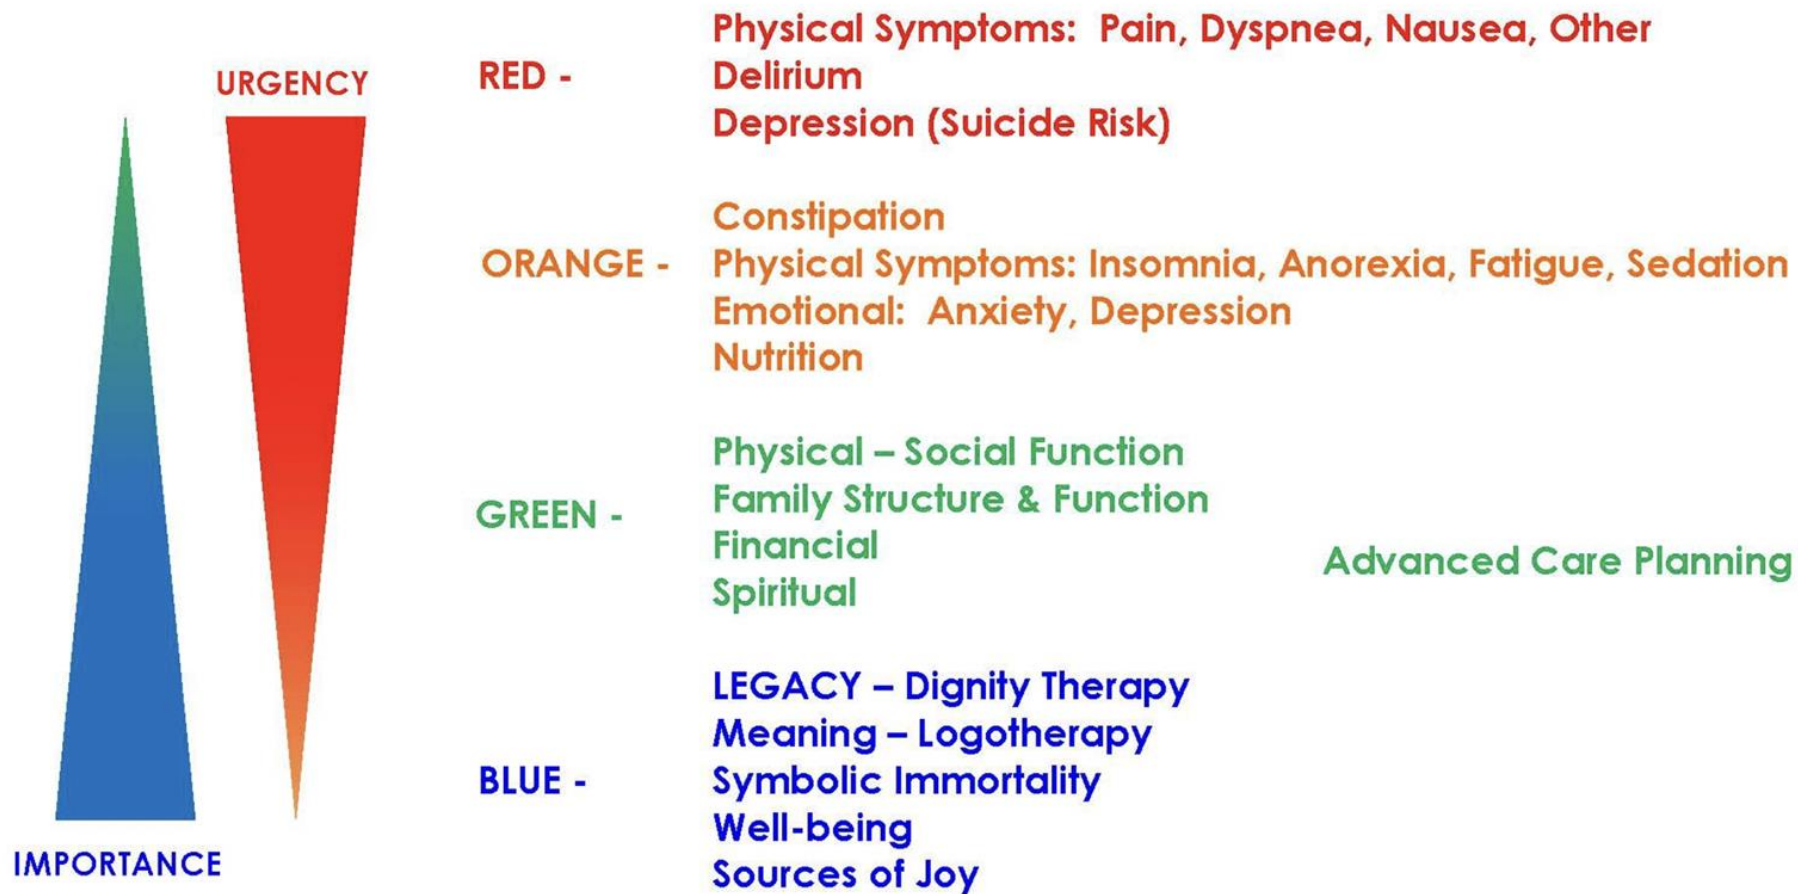 URGENCY
IMPORTANCE
RED -
Physical Symptoms: Pain, Dyspnea, Nausea, Other
Delirium
Depression (Suicide Risk)
ORANGE -
Constipation
Physical Symptoms: Insomnia, Anorexia, Fatigue, Sedation
Emotional: Anxiety, Depression
Nutrition
GREEN -
Physical – Social Function
Family Structure & Function
Financial
Spiritual
Advanced Care Planning
BLUE -
LEGACY – Dignity Therapy
Meaning – Logotherapy
Symbolic Immortality
Well-being
Sources of Joy